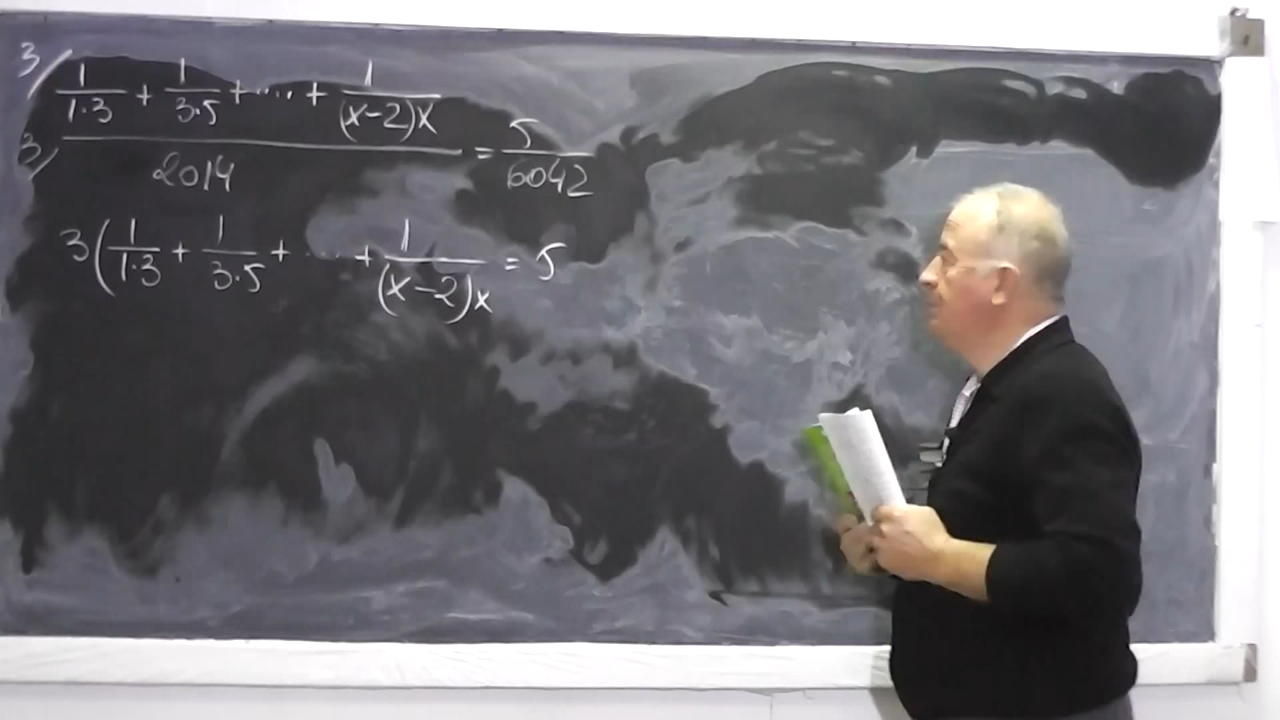 3/ 1/1·3 + 1/3·5 + .... + 1/(x-2)x
3/ 2014 = 5/6042
3(1/1·3 + 1/3·5 + .... + 1/(x-2)x = 5